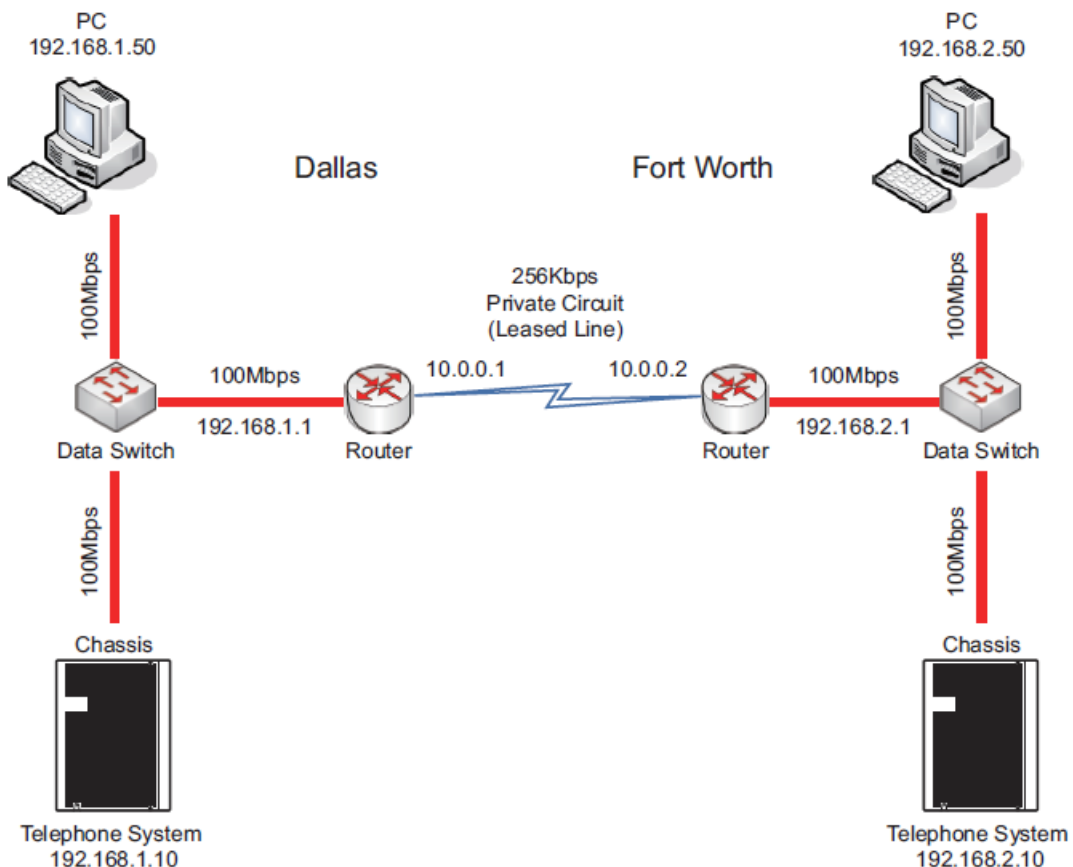 PC
192.168.1.50
PC
192.168.2.50
Dallas
Fort Worth
100Mbps
100Mbps
256Kbps
Private Circuit
(Leased Line)
100Mbps
10.0.0.1
10.0.0.2
100Mbps
192.168.1.1
192.168.2.1
Data Switch
Router
Router
Data Switch
100Mbps
100Mbps
Chassis
Chassis
Telephone System
192.168.1.10
Telephone System
192.168.2.10